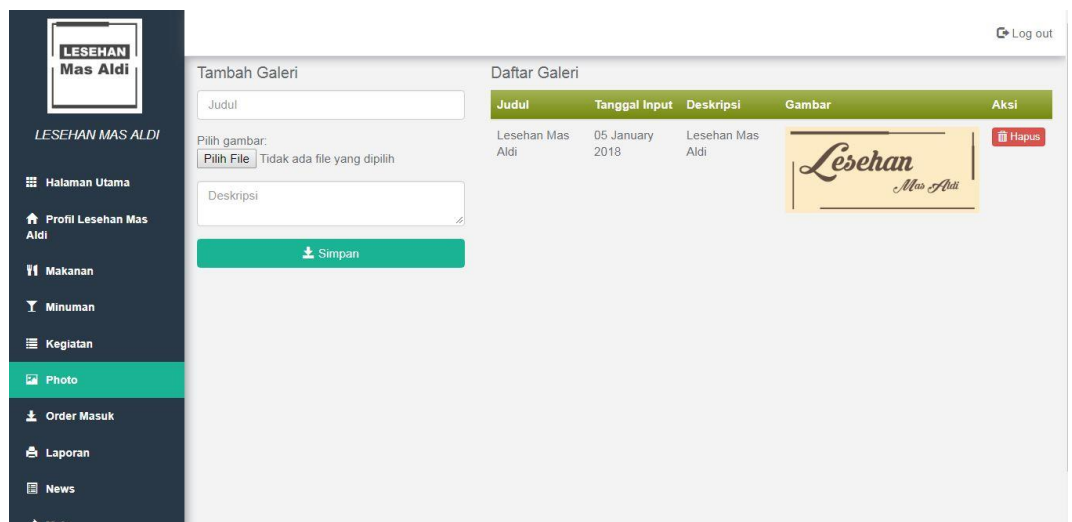 LESEHAN
Mas Aldi
LESEHAN MAS ALDI
Halaman Utama
Profil Lesehan Mas
Aldi
Makanan
Minuman
Kegiatan
Photo
Order Masuk
Laporan
News
Log out
Tambah Galeri
Judul
Pilih gambar:
Pilih File Tidak ada file yang dipilih
Deskripsi
Simpan
Daftar Galeri
Judul Tanggal Input Deskripsi Gambar Aksi
Lesehan Mas 05 January Lesehan Mas Hapus
Aldi 2018 Aldi
Lesehan
Mas Aldi